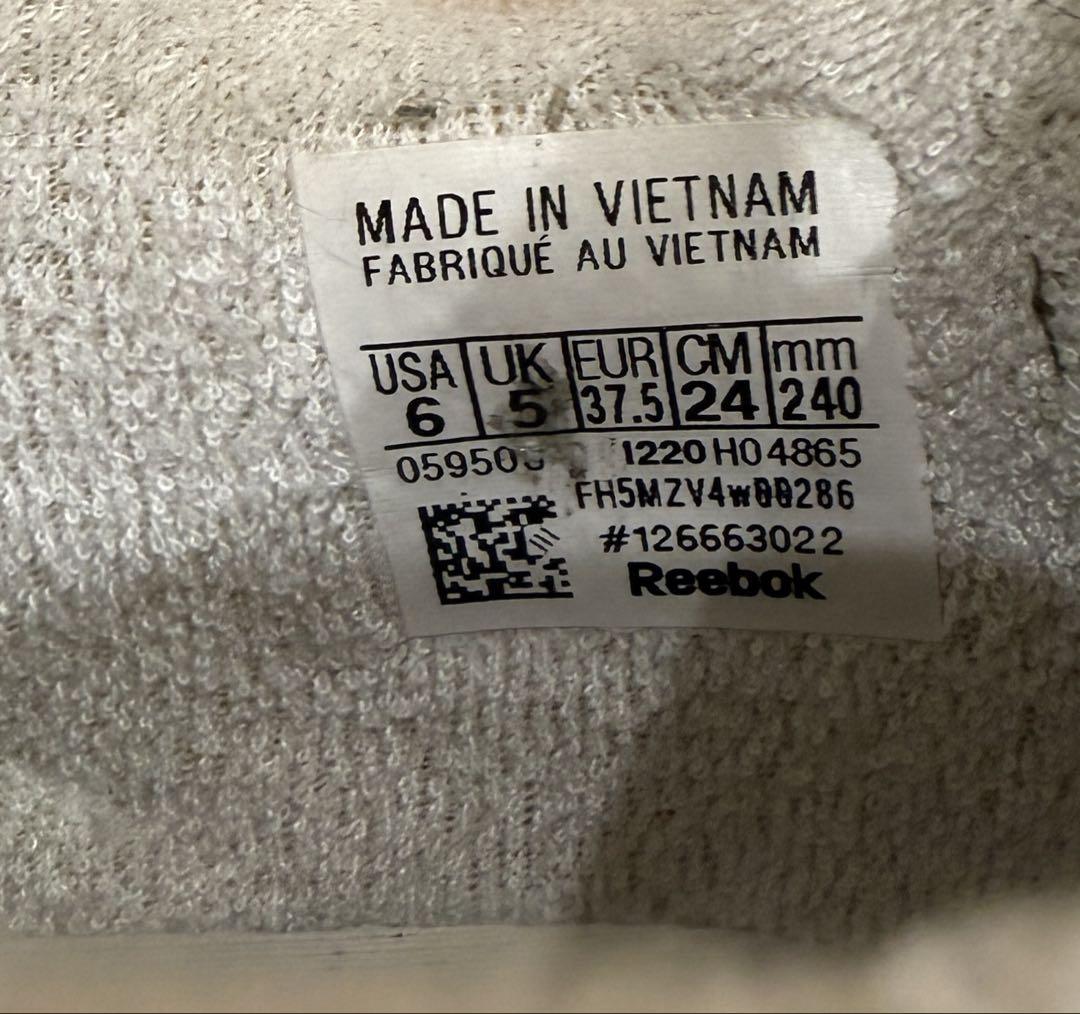 MADE IN VIETNAM
FABRIQUÉ AU VIETNAM
USA UK EUR CM mm
6 5 37.5 24 240
1220 H04865
FH5MZV4w00286
#126663022
Reebok